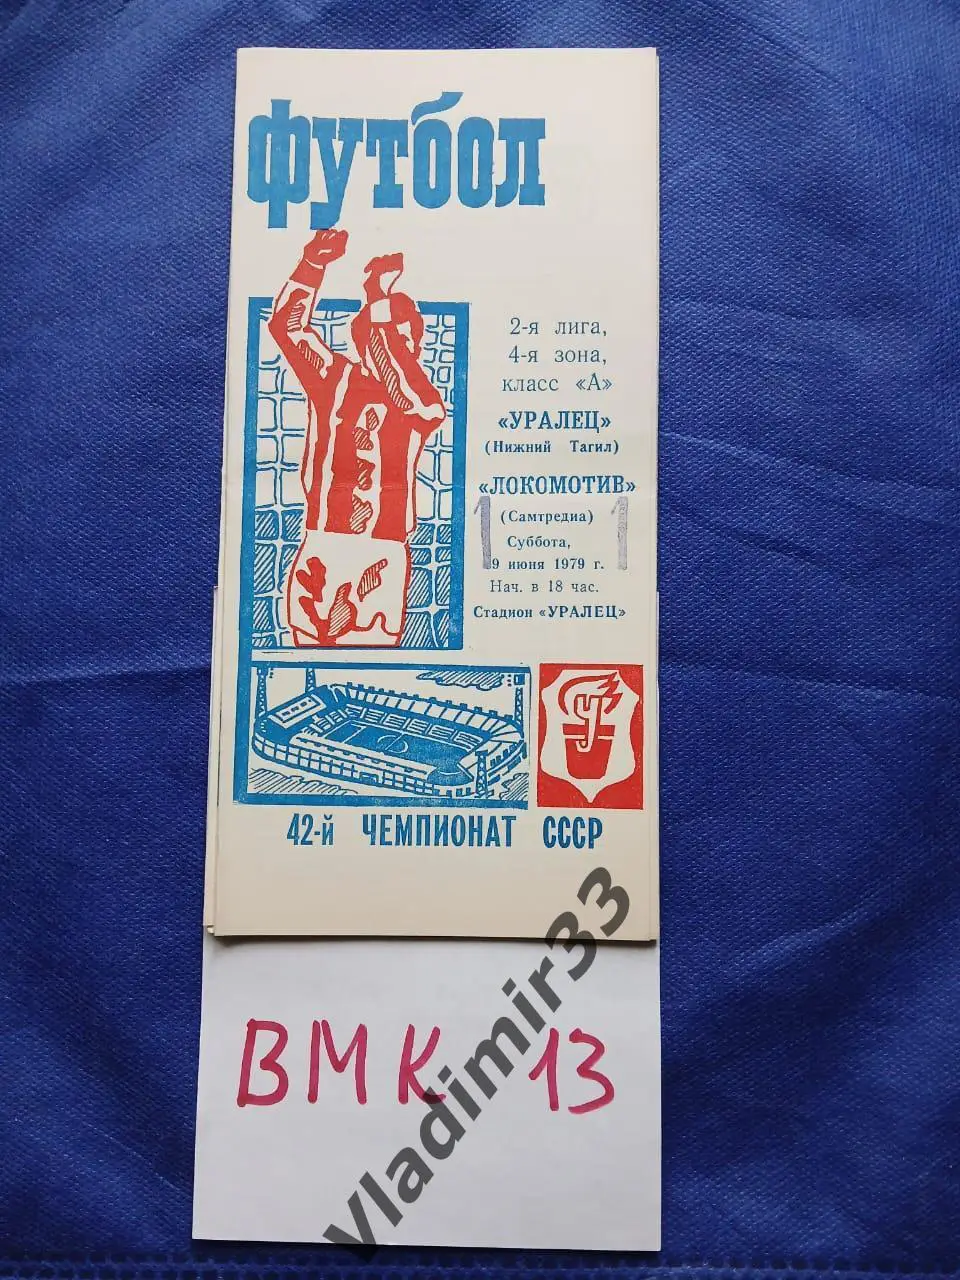 футбол
2-я лига,
4-я зона,
класс «А»
«УРАЛЕЦ»
(Нижний Тагил)
«ЛОКОМОТИВ»
(Самтредиа)
1 1
Суббота,
9 июня 1979 г.
Нач. в 18 час.
Стадион «УРАЛЕЦ»
У
42-й ЧЕМПИОНАТ СССР
ВМК 13
Vladimir33